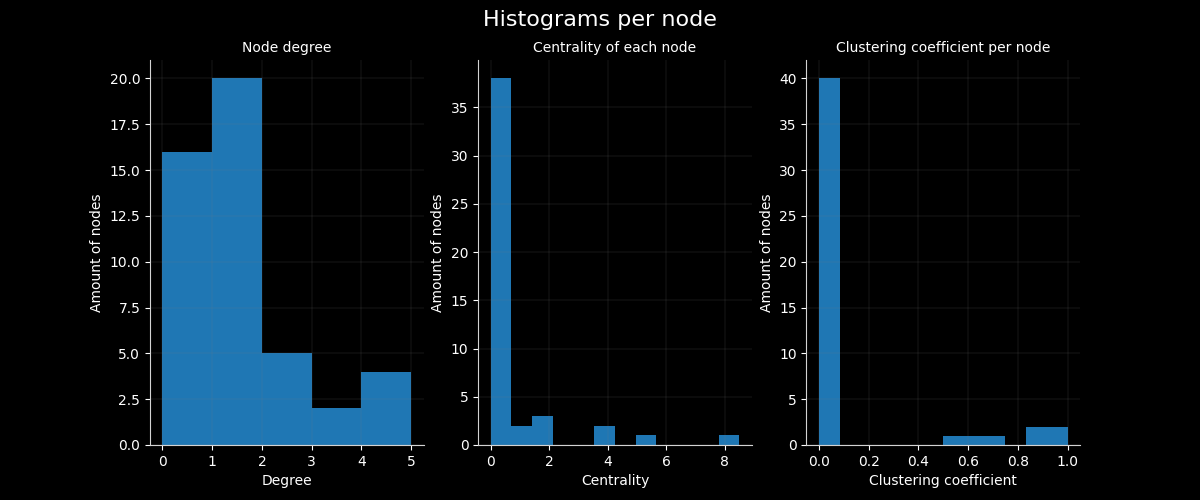 Histograms per node
Node degree
Centrality of each node
Clustering coefficient per node
20.0
17.5
15.0
12.5
10.0
7.5
5.0
2.5
0.0
Amount of nodes
0 1 2 3 4 5
Degree
35
30
25
20
15
10
5
0
Amount of nodes
0 2 4 6 8
Centrality
40
35
30
25
20
15
10
5
0
Amount of nodes
0.0 0.2 0.4 0.6 0.8 1.0
Clustering coefficient